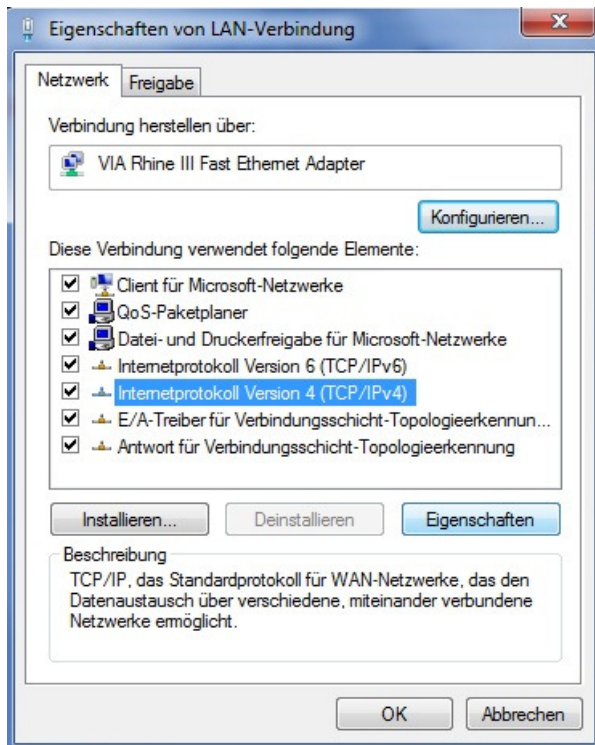 Eigenschaften von LAN-Verbindung
Netzwerk
Freigabe
Verbindung herstellen über:
VIA Rhine III Fast Ethernet Adapter
Konfigurieren...
Diese Verbindung verwendet folgende Elemente:
Client für Microsoft-Netzwerke
QoS-Paketplaner
Datei- und Druckerfreigabe für Microsoft-Netzwerke
Internetprotokoll Version 6 (TCP/IPv6)
Internetprotokoll Version 4 (TCP/IPv4)
E/A-Treiber für Verbindungsschicht-Topologieerkennun...
Antwort für Verbindungsschicht-Topologieerkennung
Installieren...
Deinstallieren
Eigenschaften
Beschreibung
TCP/IP, das Standardprotokoll für WAN-Netzwerke, das den
Datenaustausch über verschiedene, miteinander verbundene
Netzwerke ermöglicht.
OK
Abbrechen